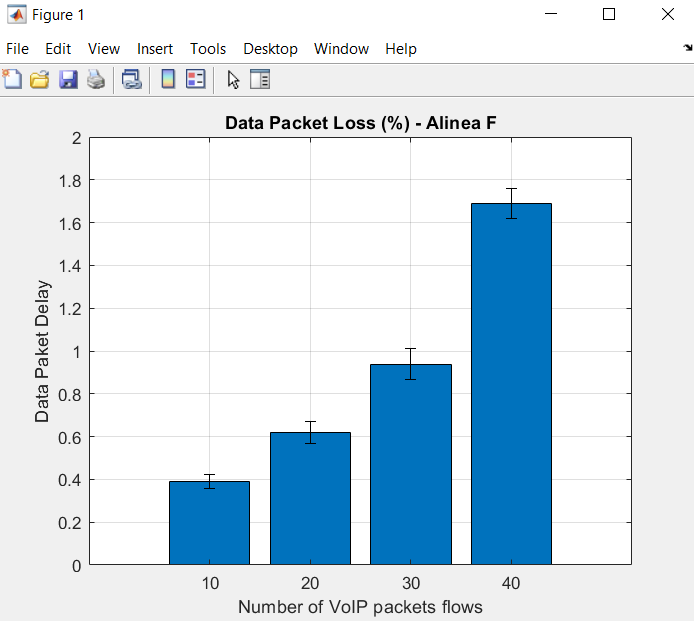 Figure 1
File Edit View Insert Tools Desktop Window Help
Data Packet Loss (%) - Alinea F
2
1.8
1.6
1.4
1.2
1
0.8
0.6
0.4
0.2
0
Data Paket Delay
10 20 30 40
Number of VoIP packets flows